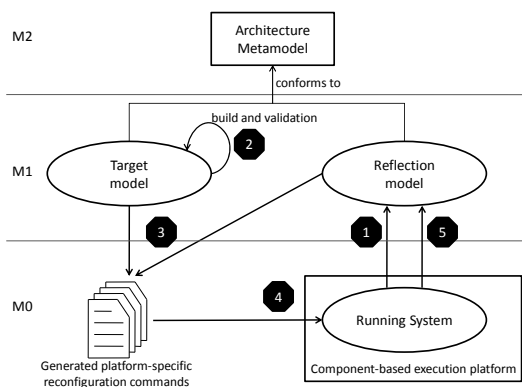 M2
Architecture
Metamodel
conforms to
build and validation
2
M1
Target
model
Reflection
model
3
1
5
M0
4
Running System
Generated platform-specific
reconfiguration commands
Component-based execution platform